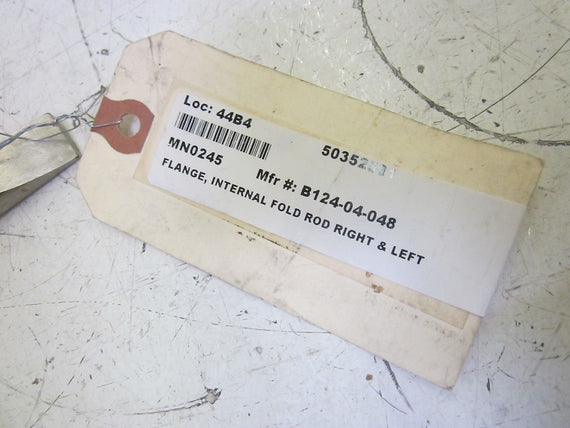 Loc: 44B4
MN0245
Mfr #: B124-04-048
FLANGE, INTERNAL FOLD ROD RIGHT & LEFT